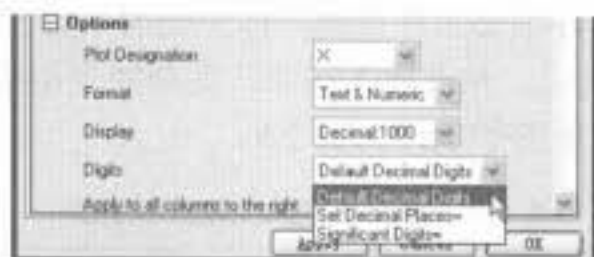 Options
Plot Designation X
Format Text & Numeric
Display Decimal:1000
Digits Default Decimal Digits
Apply to all columns to the right
Default Decimal Digits
Set Decimal Places=
Significant Digits=
Apply Cancel OK